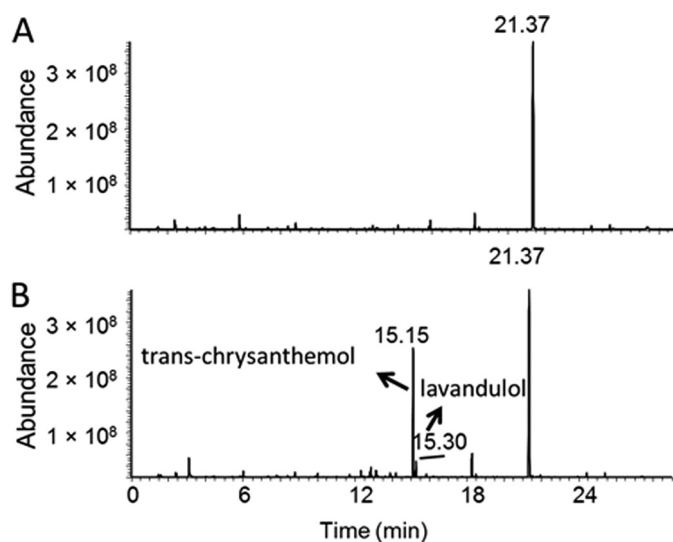 A
21.37
Abundance
3 × 10⁸
2 × 10⁸
1 × 10⁸
B
21.37
Abundance
3 × 10⁸
2 × 10⁸
1 × 10⁸
15.15
trans-chrysanthemol
lavandulol
15.30
0 6 12 18 24
Time (min)